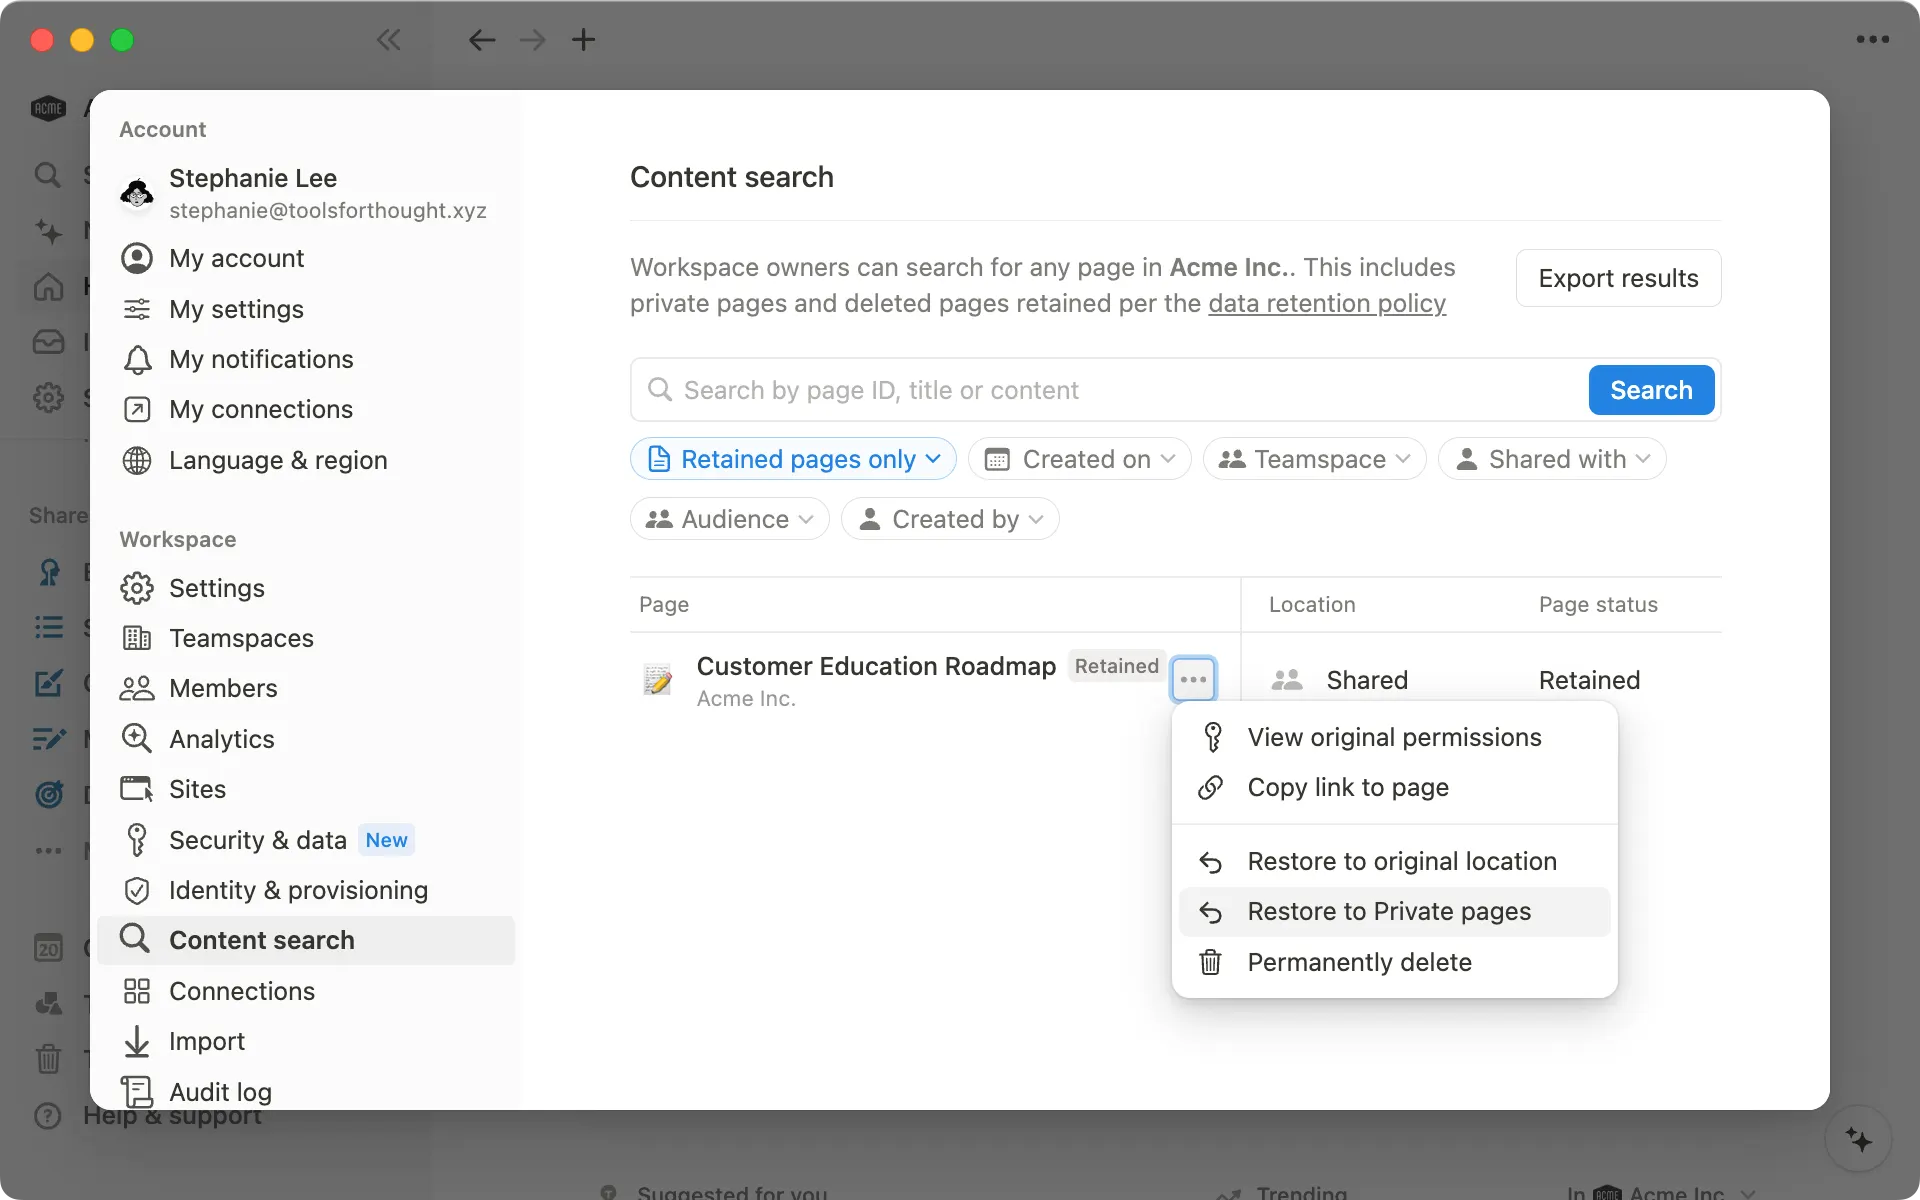 Account
Stephanie Lee
stephanie@toolsforthought.xyz
My account
My settings
My notifications
My connections
Language & region
Workspace
Settings
Teamspaces
Members
Analytics
Sites
Security & data New
Identity & provisioning
Content search
Connections
Import
Audit log
Content search
Workspace owners can search for any page in Acme Inc.. This includes
private pages and deleted pages retained per the data retention policy
Export results
Search by page ID, title or content
Search
Retained pages only
Created on
Teamspace
Shared with
Audience
Created by
Page
Location
Page status
Customer Education Roadmap Retained
Acme Inc.
Shared
Retained
View original permissions
Copy link to page
Restore to original location
Restore to Private pages
Permanently delete
ACME
Share
20
Help & support
Suggested for you
Trending
In ACME Acme Inc